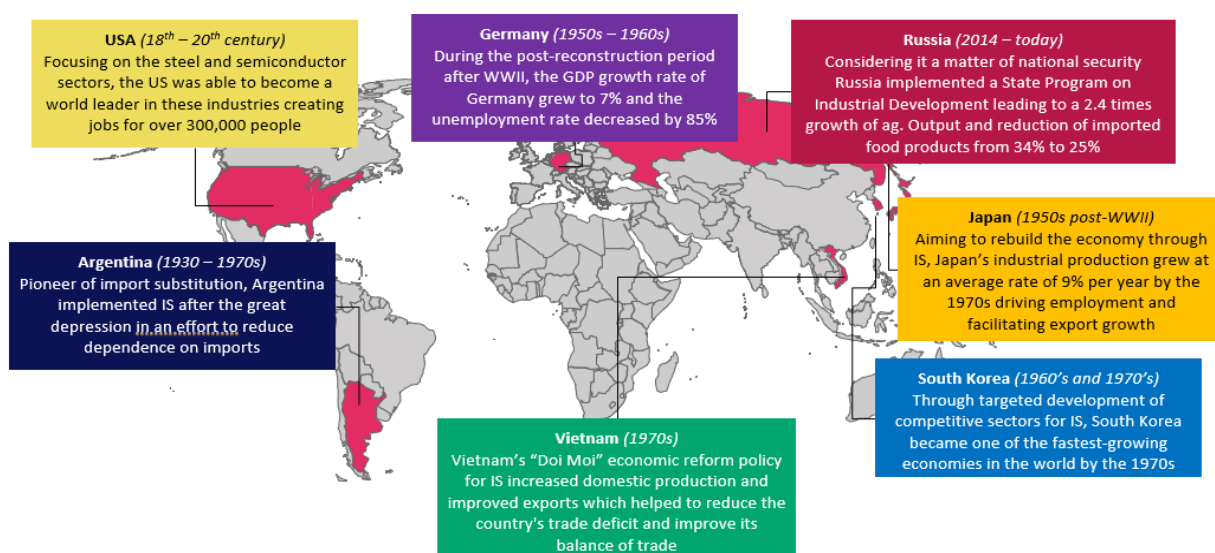 USA (18th – 20th century)
Focusing on the steel and semiconductor
sectors, the US was able to become a
world leader in these industries creating
jobs for over 300,000 people
Germany (1950s – 1960s)
During the post-reconstruction period
after WWII, the GDP growth rate of
Germany grew to 7% and the
unemployment rate decreased by 85%
Russia (2014 – today)
Considering it a matter of national security
Russia implemented a State Program on
Industrial Development leading to a 2.4 times
growth of ag. Output and reduction of imported
food products from 34% to 25%
Argentina (1930 – 1970s)
Pioneer of import substitution, Argentina
implemented IS after the great
depression in an effort to reduce
dependence on imports
Japan (1950s post-WWII)
Aiming to rebuild the economy through
IS, Japan's industrial production grew at
an average rate of 9% per year by the
1970s driving employment and
facilitating export growth
South Korea (1960's and 1970's)
Through targeted development of
competitive sectors for IS, South Korea
became one of the fastest-growing
economies in the world by the 1970s
Vietnam (1970s)
Vietnam's "Doi Moi" economic reform policy
for IS increased domestic production and
improved exports which helped to reduce the
country's trade deficit and improve its
balance of trade